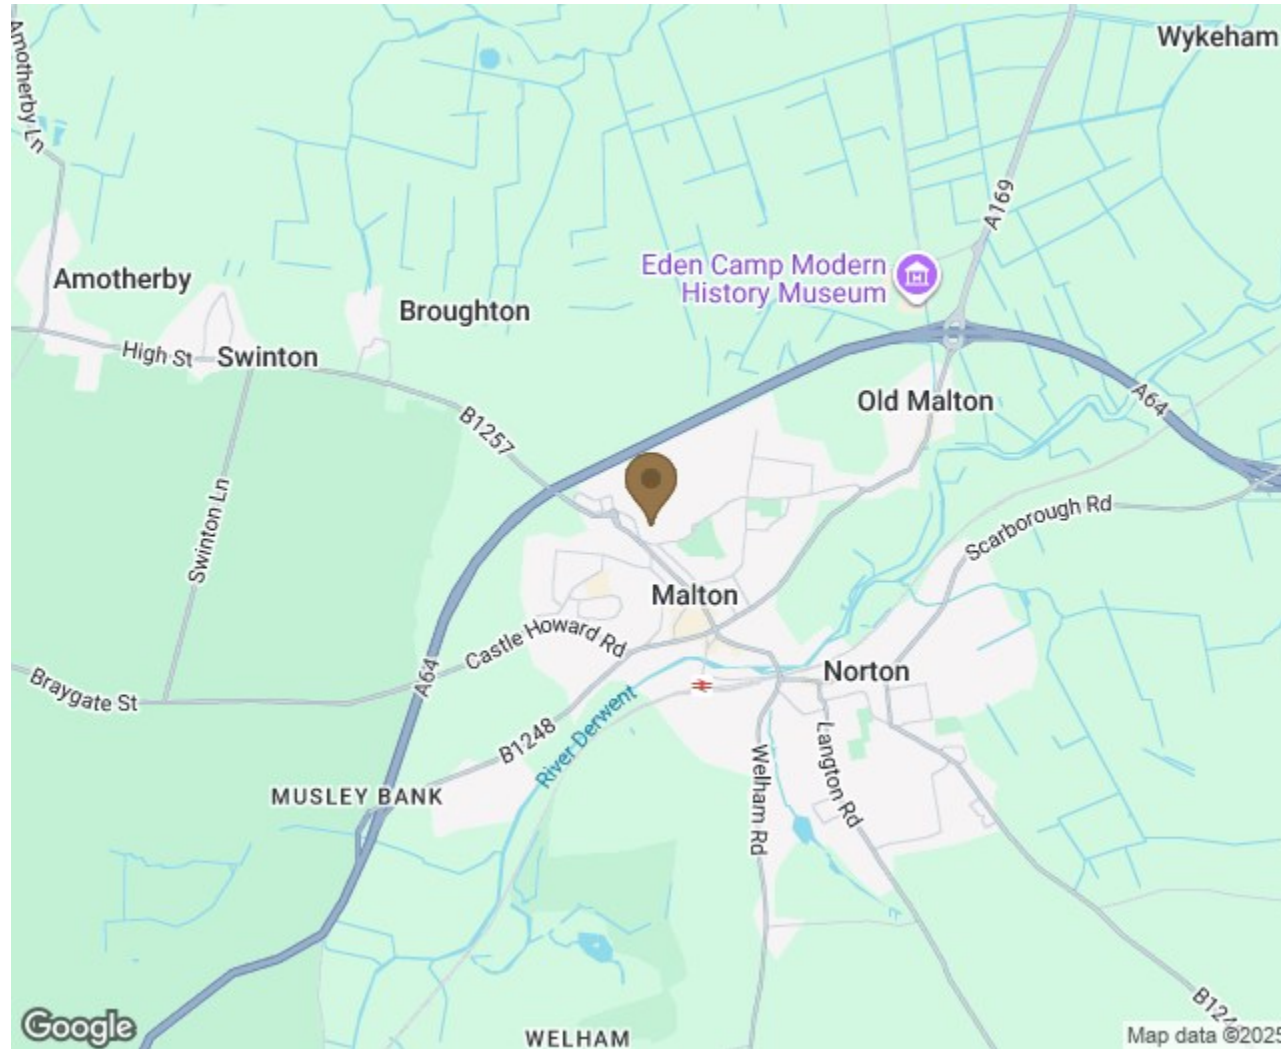 Wykeham
Amotherby Ln
A169
Eden Camp Modern
History Museum
Amotherby
Broughton
High St
Swinton
B1257
Old Malton
A64
Swinton Ln
Scarborough Rd
Malton
Castle Howard Rd
A64
Norton
Braygate St
River Derwent
B1248
Welham Rd
Langton Rd
MUSLEY BANK
WELHAM
Google
Map data ©2025